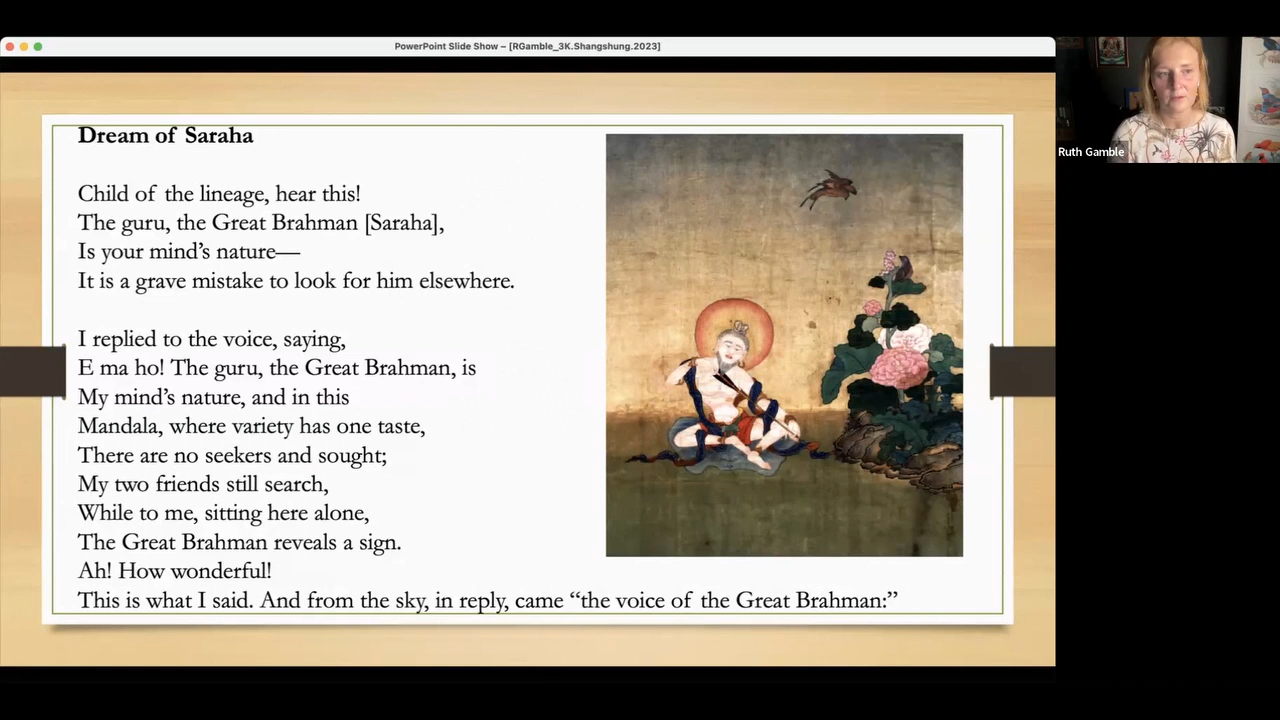 PowerPoint Slide Show – [RGamble_3K.Shangshung.2023]
Dream of Saraha
Child of the lineage, hear this!
The guru, the Great Brahman [Saraha],
Is your mind’s nature—
It is a grave mistake to look for him elsewhere.
I replied to the voice, saying,
E ma ho! The guru, the Great Brahman, is
My mind’s nature, and in this
Mandala, where variety has one taste,
There are no seekers and sought;
My two friends still search,
While to me, sitting here alone,
The Great Brahman reveals a sign.
Ah! How wonderful!
This is what I said. And from the sky, in reply, came “the voice of the Great Brahman:”
Ruth Gamble